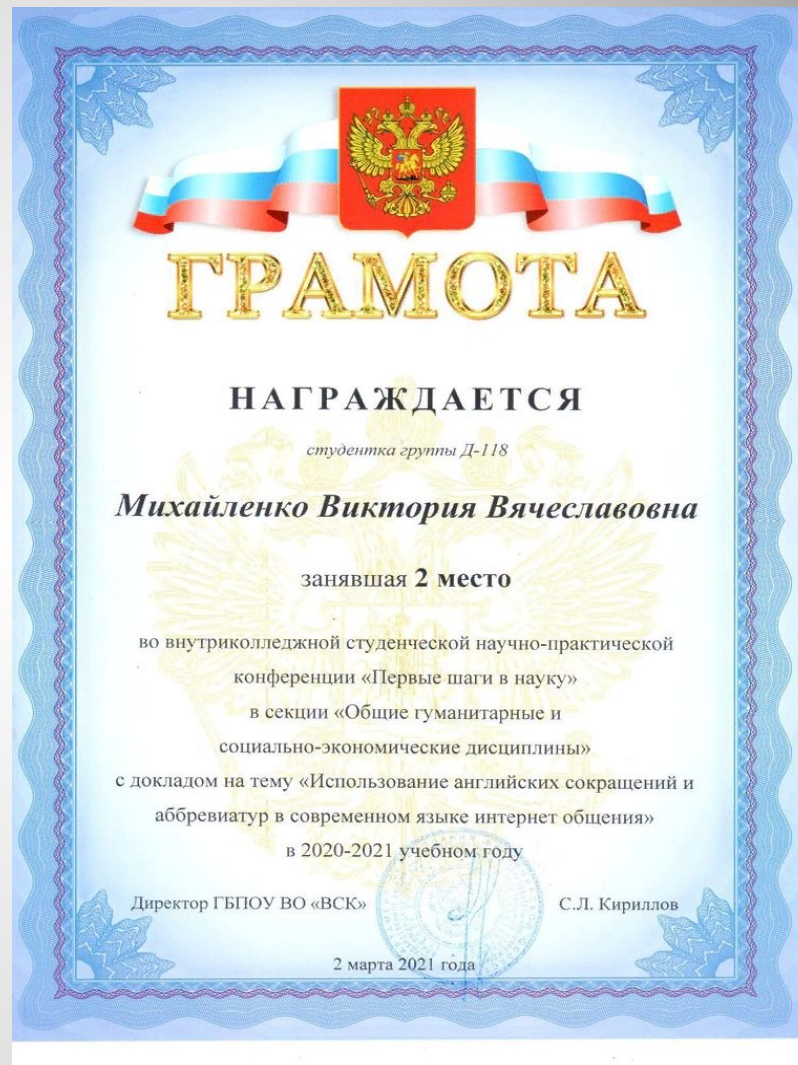 ГРАМОТА
НАГРАЖДАЕТСЯ
студентка группы Д-118
Михайленко Виктория Вячеславовна
занявшая 2 место
во внутриколледжной студенческой научно-практической
конференции «Первые шаги в науку»
в секции «Общие гуманитарные и
социально-экономические дисциплины»
с докладом на тему «Использование английских сокращений и
аббревиатур в современном языке интернет общения»
в 2020-2021 учебном году
Директор ГБПОУ ВО «ВСК» С.Л. Кириллов
2 марта 2021 года